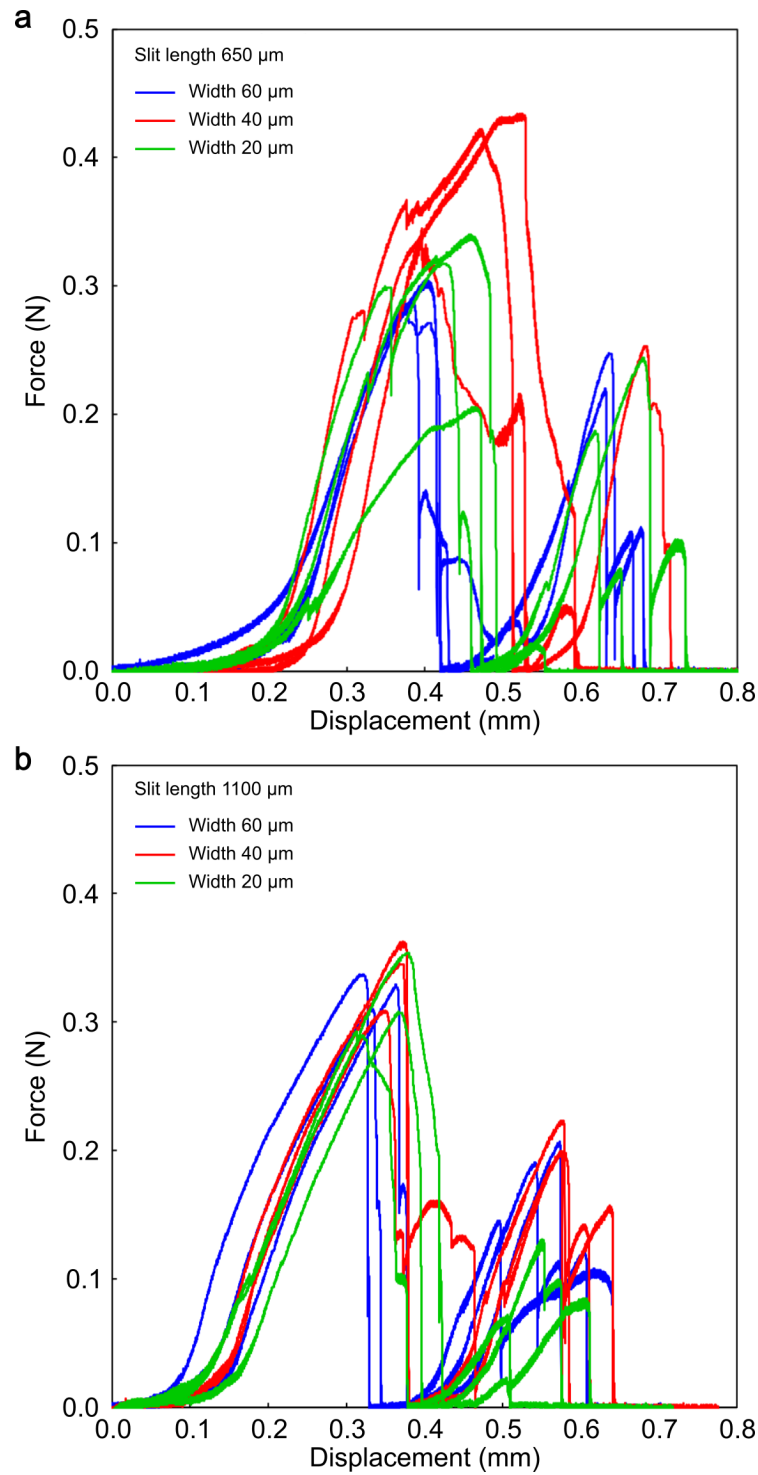 a
0.5
Slit length 650 µm
Width 60 µm
Width 40 µm
Width 20 µm
0.4
0.3
0.2
0.1
0.0
Force (N)
0.0 0.1 0.2 0.3 0.4 0.5 0.6 0.7 0.8
Displacement (mm)
b
0.5
Slit length 1100 µm
Width 60 µm
Width 40 µm
Width 20 µm
0.4
0.3
0.2
0.1
0.0
Force (N)
0.0 0.1 0.2 0.3 0.4 0.5 0.6 0.7 0.8
Displacement (mm)